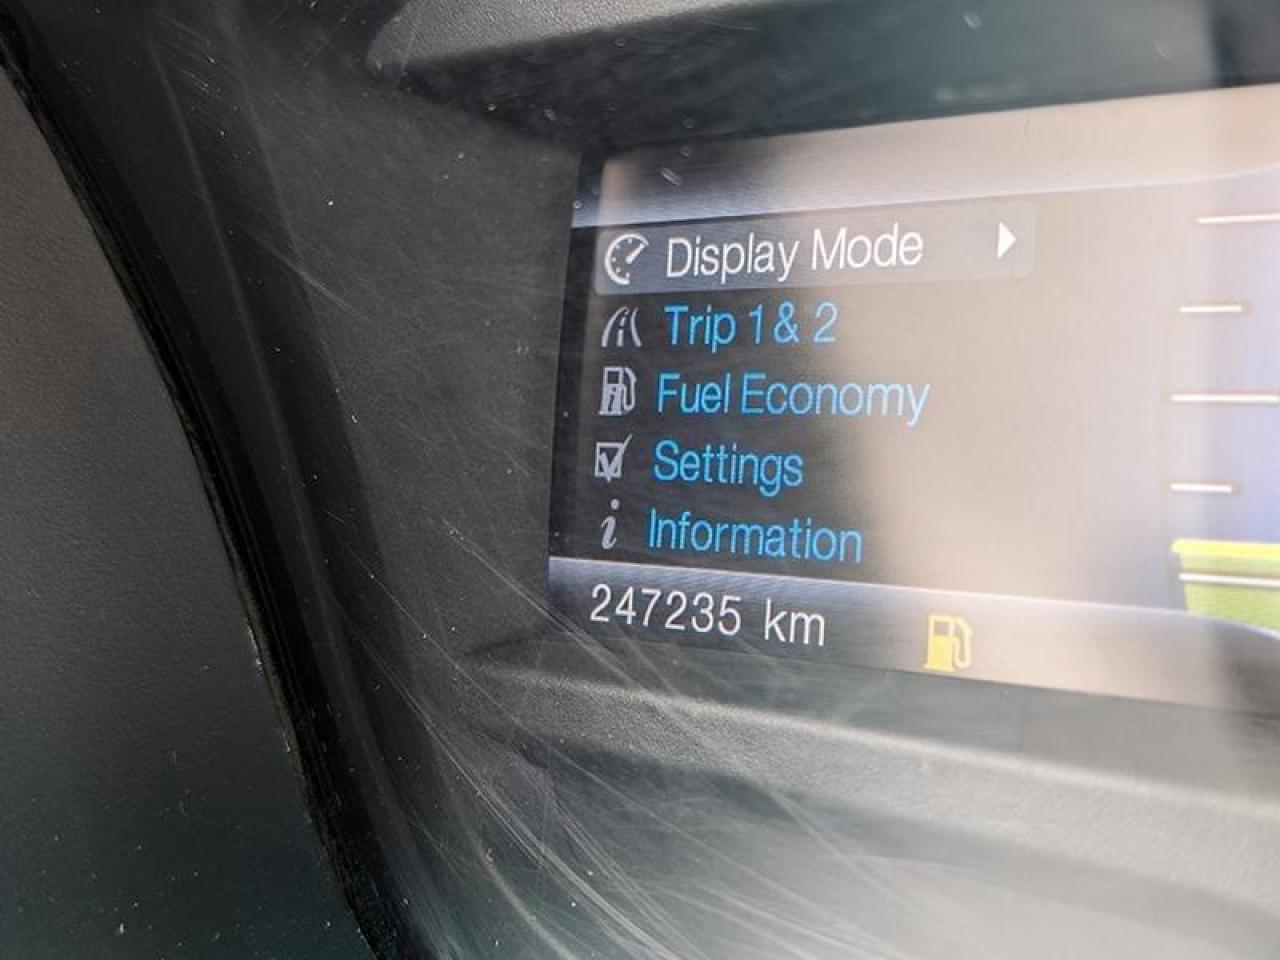 Display Mode
Trip 1 & 2
Fuel Economy
Settings
Information
247235 km